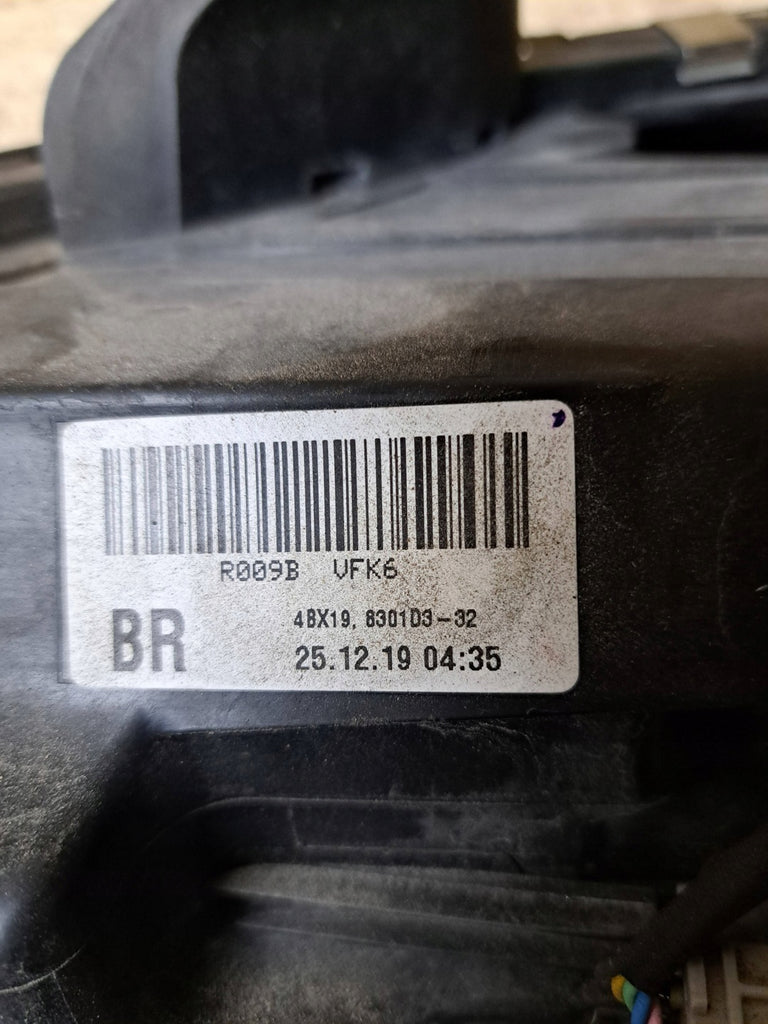 R009B VFK6
BR
4BX19, 8301D3-32
25.12.19 04:35